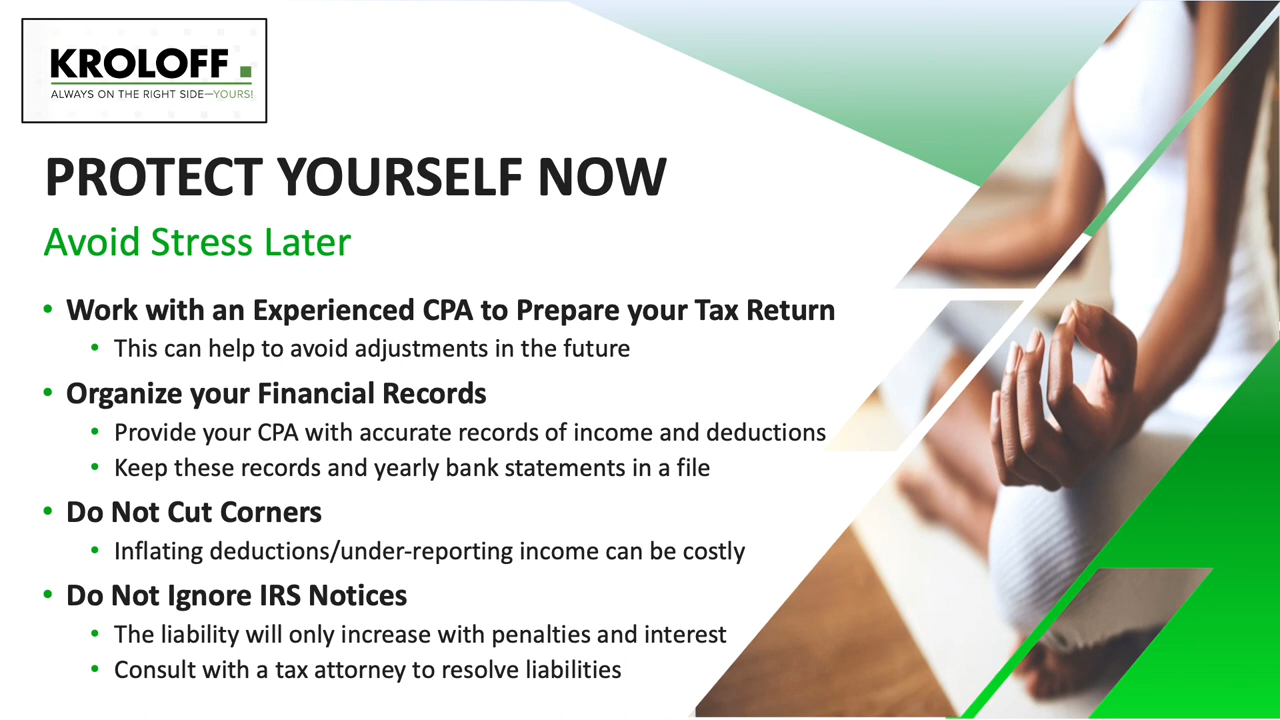 KROLOFF
ALWAYS ON THE RIGHT SIDE—YOURS!
PROTECT YOURSELF NOW
Avoid Stress Later
• Work with an Experienced CPA to Prepare your Tax Return
• This can help to avoid adjustments in the future
• Organize your Financial Records
• Provide your CPA with accurate records of income and deductions
• Keep these records and yearly bank statements in a file
• Do Not Cut Corners
• Inflating deductions/under-reporting income can be costly
• Do Not Ignore IRS Notices
• The liability will only increase with penalties and interest
• Consult with a tax attorney to resolve liabilities